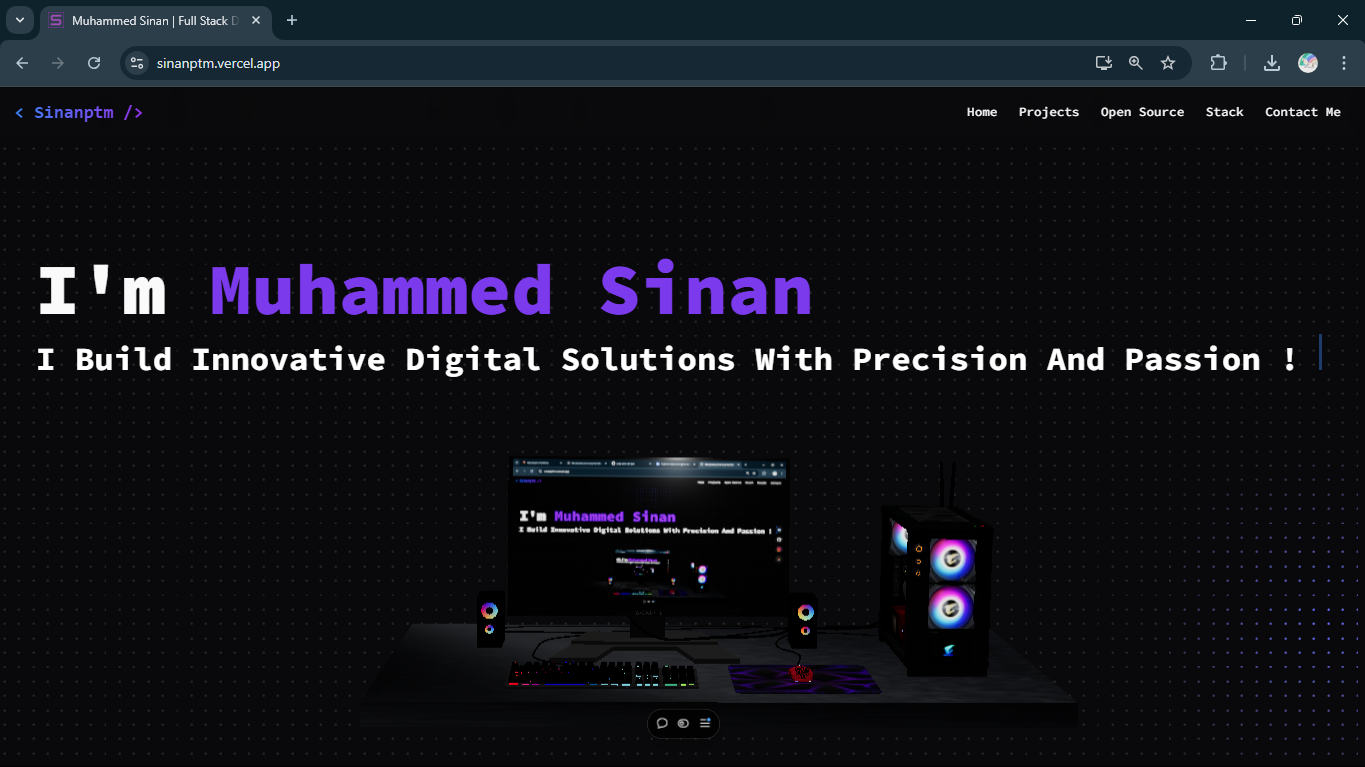 Muhammed Sinan | Full Stack D
sinanptm.vercel.app
< Sinanptm />
Home Projects Open Source Stack Contact Me
I'm Muhammed Sinan
I Build Innovative Digital Solutions With Precision And Passion !
I'm Muhammed Sinan
I Build Innovative Digital Solutions With Precision And Passion !